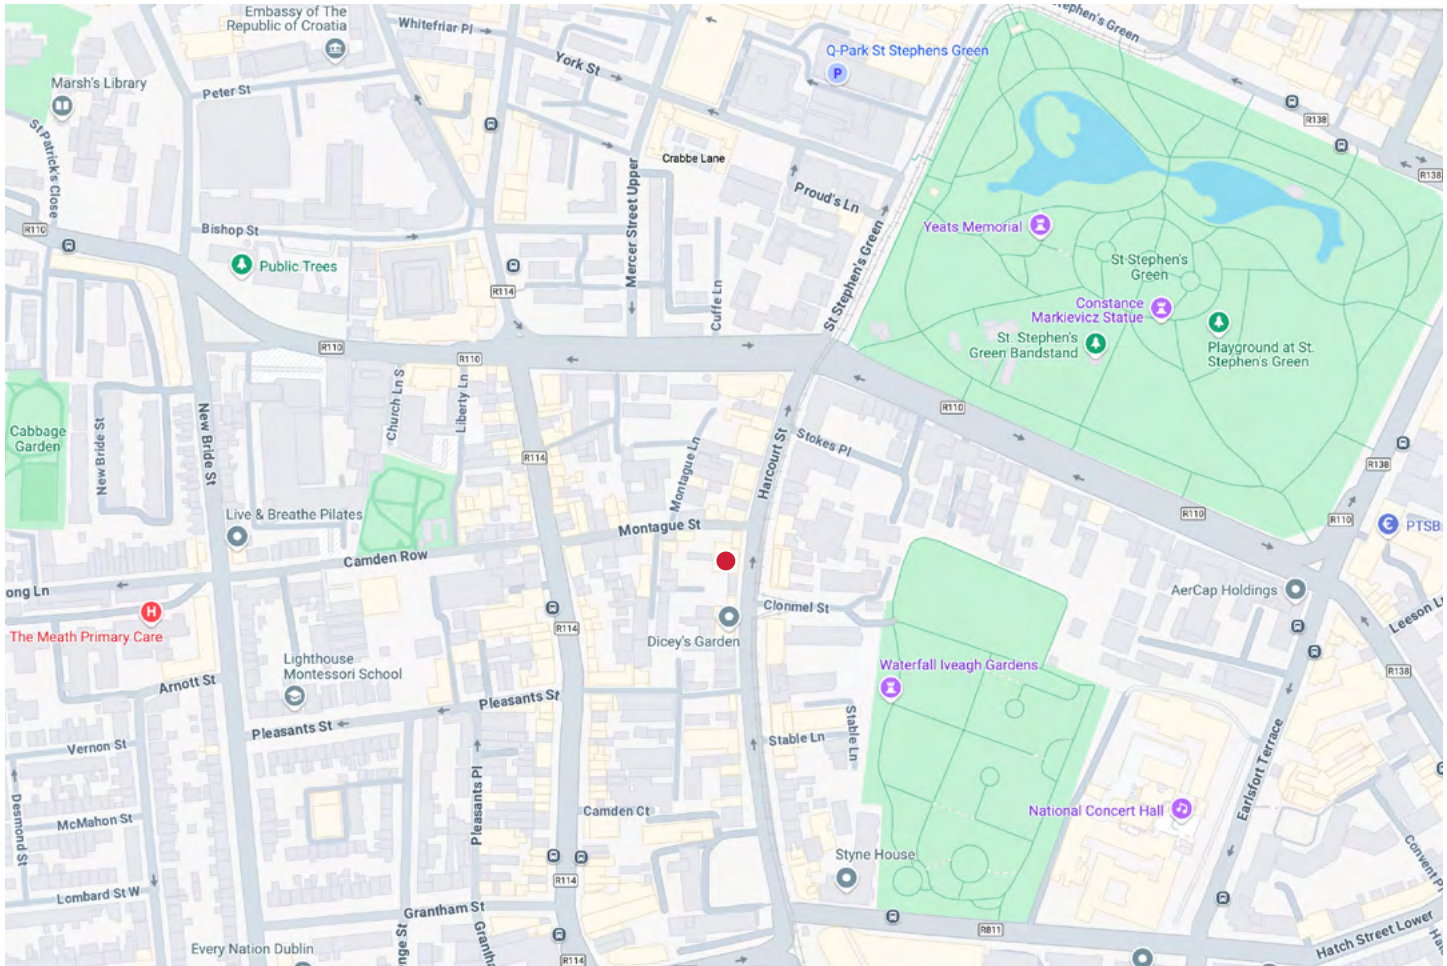 Embassy of The
Republic of Croatia
Whitefriar Pl
Stephen's Green
York St
Q-Park St Stephens Green
P
Marsh's Library
Peter St
R138
St Patrick's Close
Crabbe Lane
Mercer Street Upper
Proud's Ln
R138
Yeats Memorial
R110
Bishop St
St Stephen's Green
St Stephen's
Green
Public Trees
R114
Cuffe Ln
Constance
Markievicz Statue
St. Stephen's
Green Bandstand
Playground at St.
Stephen's Green
R110
R110
Church Ln S
Liberty Ln
R110
New Bride St
New Bride St
Cabbage
Garden
R114
Montague Ln
Harcourt St
Stokes Pl
R138
R110
R110
PTSB
Live & Breathe Pilates
Montague St
Camden Row
ong Ln
H
The Meath Primary Care
R114
Clonmel St
AerCap Holdings
Dicey's Garden
Lighthouse
Montessori School
Waterfall Iveagh Gardens
R138
Arnott St
Pleasants St
Pleasants St
Stable Ln
Stable Ln
Vernon St
Desmond St
McMahon St
Pleasants Pl
Camden Ct
National Concert Hall
Earlsfort Terrace
Styne House
Lombard St W
R114
Grantham St
R811
Hatch Street Lower
Every Nation Dublin
R114